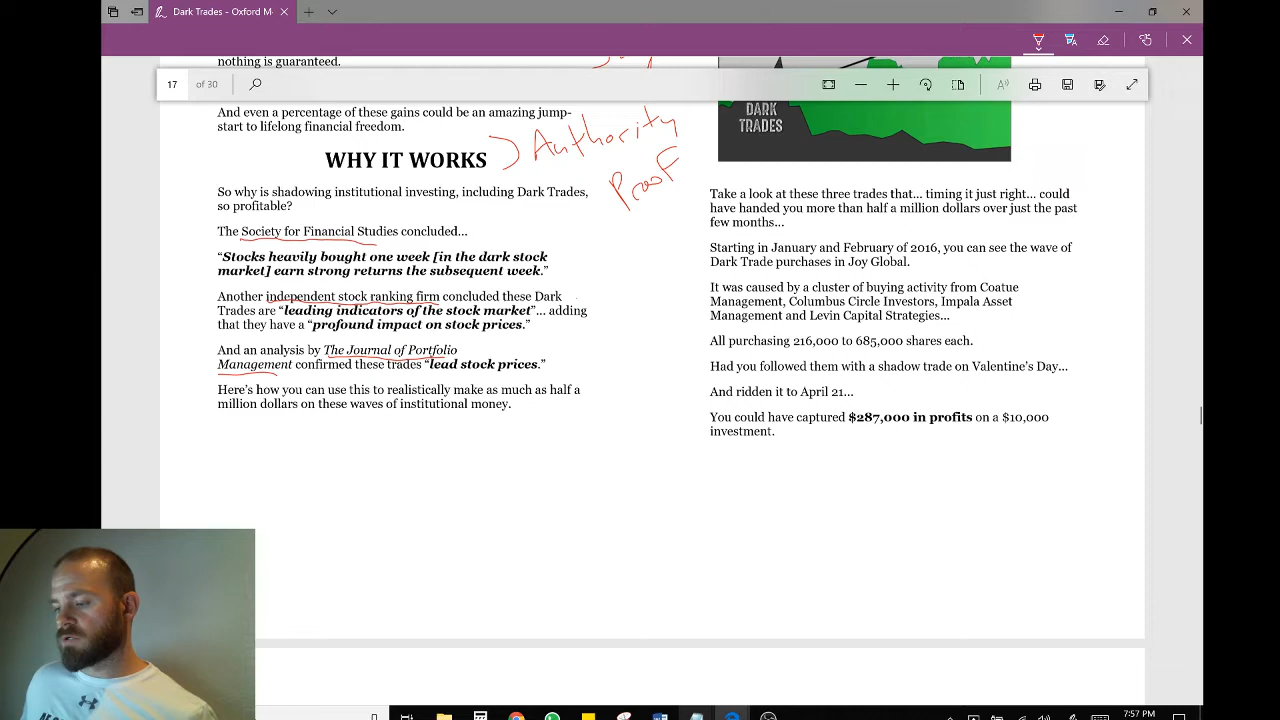 Dark Trades - Oxford M
17 of 30
nothing is guaranteed.
And even a percentage of these gains could be an amazing jump-
start to lifelong financial freedom.
WHY IT WORKS
Authority
Proof
So why is shadowing institutional investing, including Dark Trades,
so profitable?
The Society for Financial Studies concluded…
“Stocks heavily bought one week [in the dark stock
market] earn strong returns the subsequent week.”
Another independent stock ranking firm concluded these Dark
Trades are “leading indicators of the stock market”… adding
that they have a “profound impact on stock prices.”
And an analysis by The Journal of Portfolio
Management confirmed these trades “lead stock prices.”
Here’s how you can use this to realistically make as much as half a
million dollars on these waves of institutional money.
DARK
TRADES
Take a look at these three trades that… timing it just right… could
have handed you more than half a million dollars over just the past
few months…
Starting in January and February of 2016, you can see the wave of
Dark Trade purchases in Joy Global.
It was caused by a cluster of buying activity from Coatue
Management, Columbus Circle Investors, Impala Asset
Management and Levin Capital Strategies…
All purchasing 216,000 to 685,000 shares each.
Had you followed them with a shadow trade on Valentine’s Day…
And ridden it to April 21…
You could have captured $287,000 in profits on a $10,000
investment.
7:57 PM